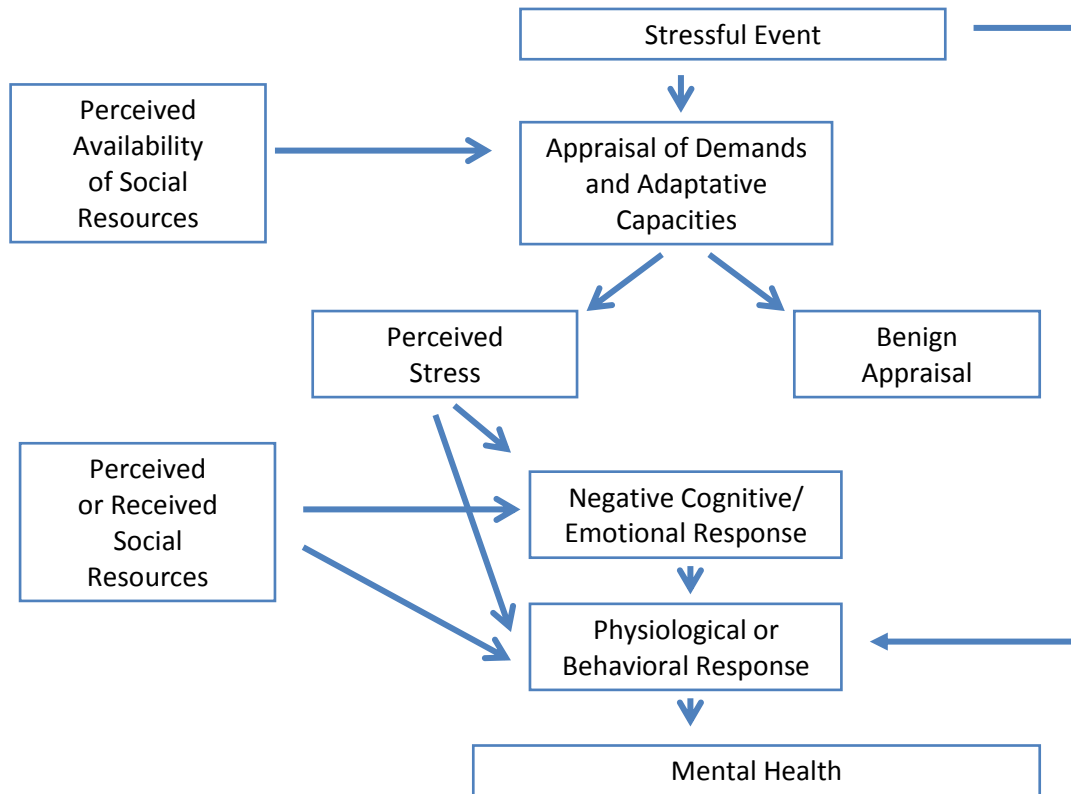 Stressful Event
Perceived
Availability
of Social
Resources
Appraisal of Demands
and Adaptative
Capacities
Perceived
Stress
Benign
Appraisal
Perceived
or Received
Social
Resources
Negative Cognitive/
Emotional Response
Physiological or
Behavioral Response
Mental Health